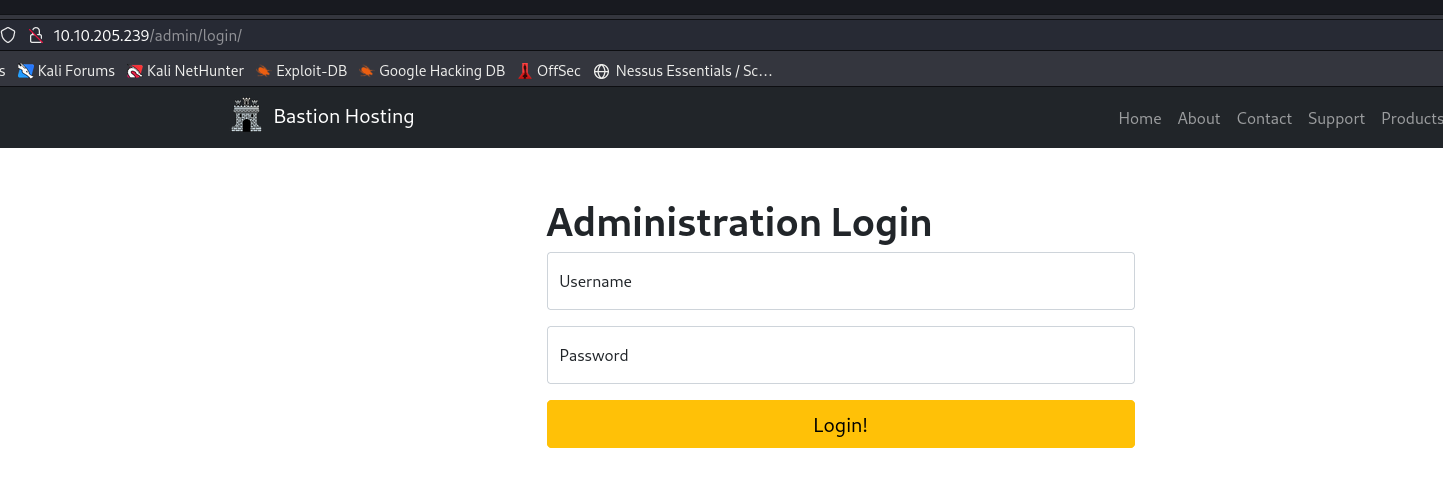 10.10.205.239/admin/login/
s Kali Forums Kali NetHunter Exploit-DB Google Hacking DB OffSec Nessus Essentials / Sc…
Bastion Hosting Home About Contact Support Products
Administration Login
Username
Password
Login!